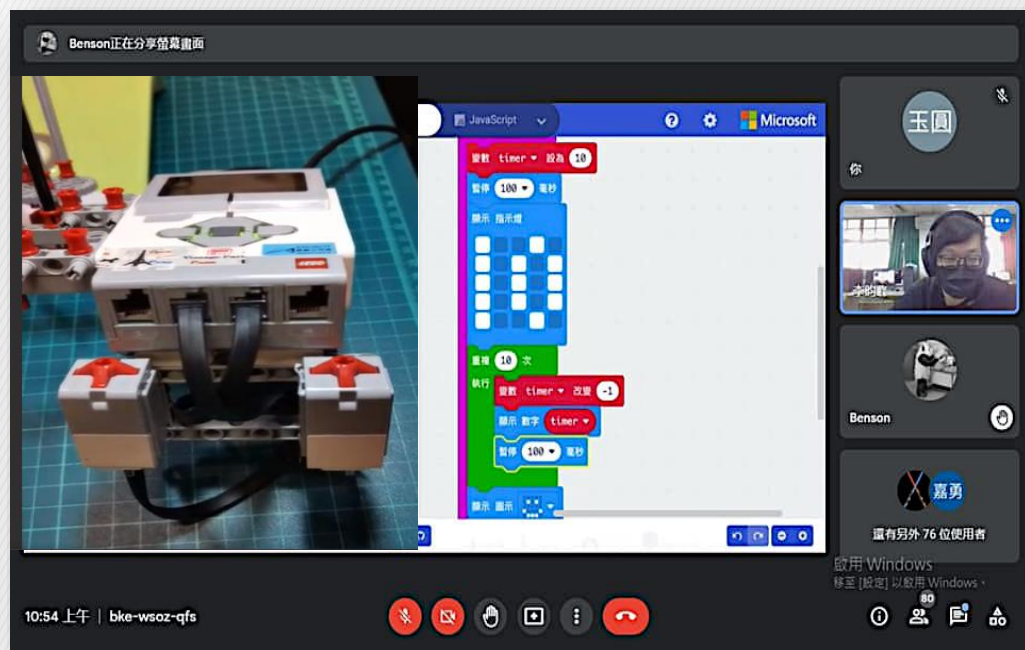 Benson正在分享螢幕畫面
LEGO
JavaScript
Microsoft
變數 timer 設為 10
暫停 100 毫秒
顯示 指示燈
重複 10 次
執行
變數 timer 改變 -1
顯示 數字 timer
暫停 100 毫秒
顯示 圖示
玉圓
你
Benson
嘉勇
還有另外 76 位使用者
啟用 Windows
移至 [設定] 以啟用 Windows。
10:54 上午 | bke-wsoz-qfs
80